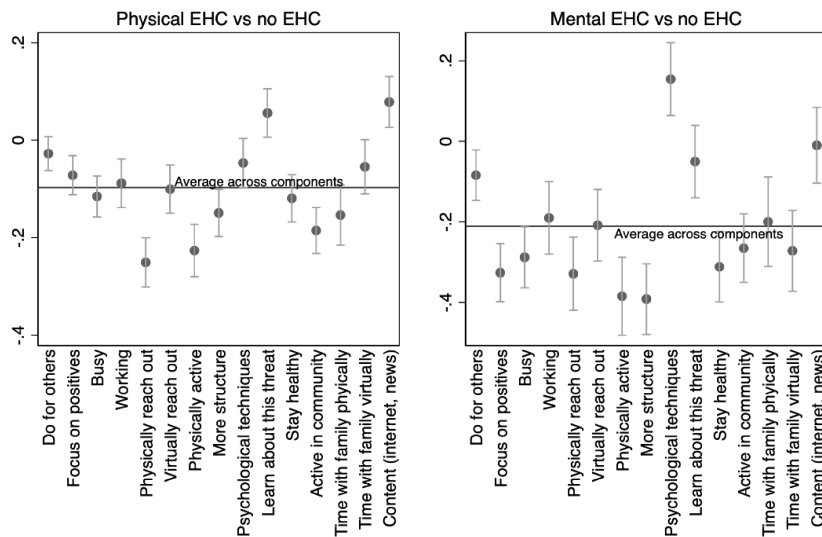 Physical EHC vs no EHC
.2
0
-.2
-.4
Average across components
Do for others
Focus on positives
Busy
Working
Physically reach out
Virtually reach out
Physically active
More structure
Psychological techniques
Learn about this threat
Stay healthy
Active in community
Time with family phyically
Time with family virtually
Content (internet, news)
Mental EHC vs no EHC
.2
0
-.2
-.4
Average across components
Do for others
Focus on positives
Busy
Working
Physically reach out
Virtually reach out
Physically active
More structure
Psychological techniques
Learn about this threat
Stay healthy
Active in community
Time with family phyically
Time with family virtually
Content (internet, news)